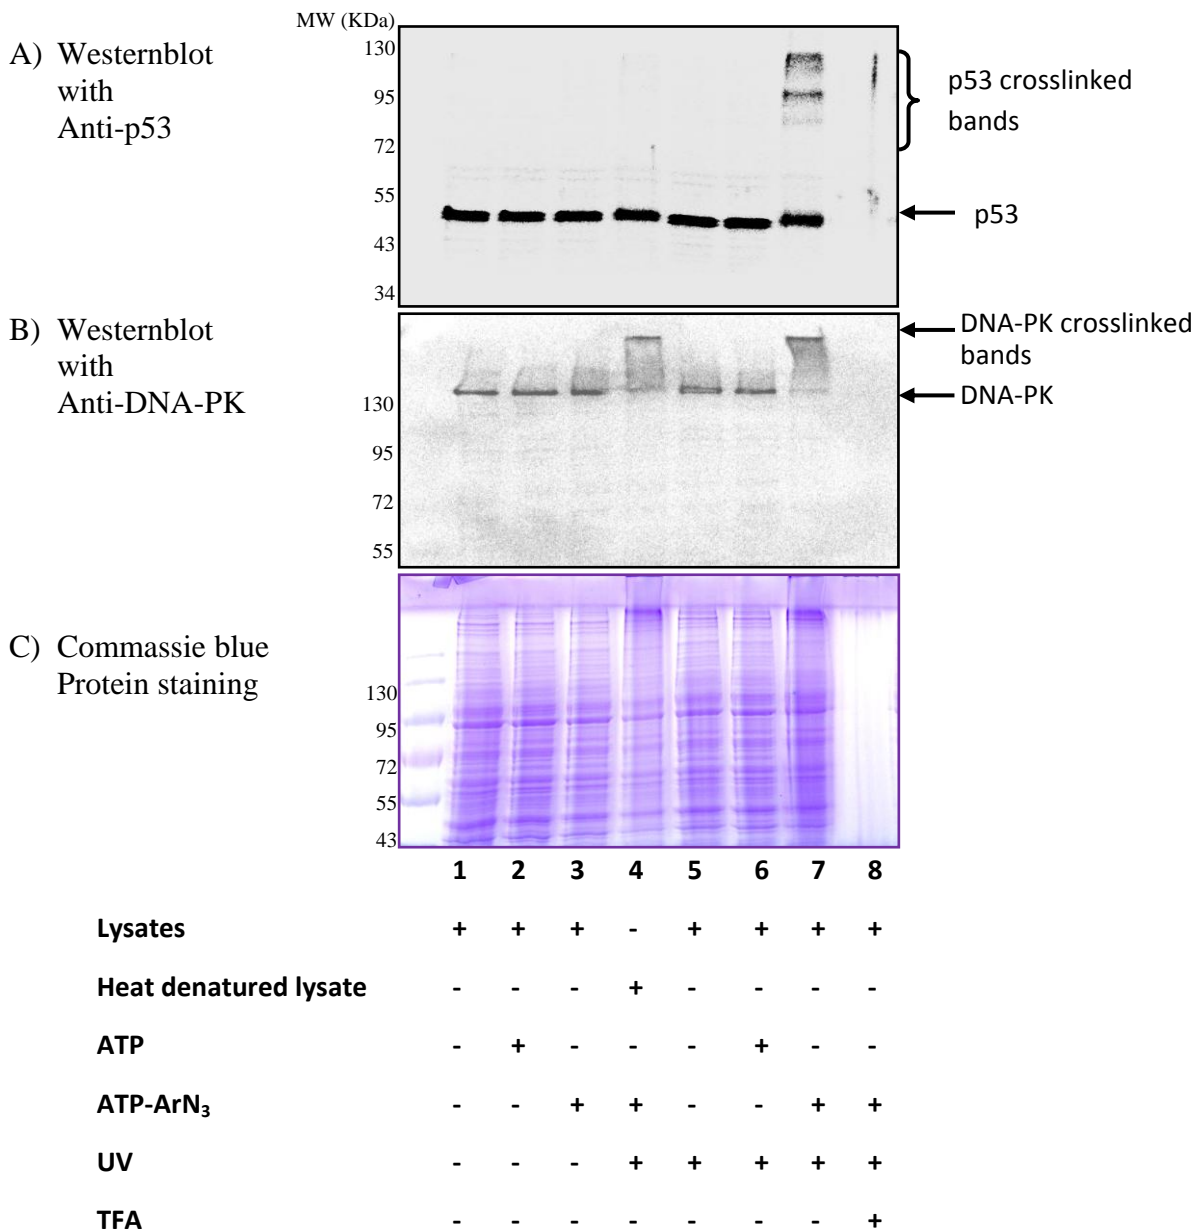 MW (KDa)
A) Westernblot
with
Anti-p53
130
95
72
55
43
34
p53 crosslinked
bands
p53
B) Westernblot
with
Anti-DNA-PK
130
95
72
55
DNA-PK crosslinked
bands
DNA-PK
C) Commassie blue
Protein staining
130
95
72
55
43
1 2 3 4 5 6 7 8
Lysates + + + - + + + +
Heat denatured lysate - - - + - - - -
ATP - + - - - + - -
ATP-ArN₃ - - + + - - + +
UV - - - + + + + +
TFA - - - - - - - +